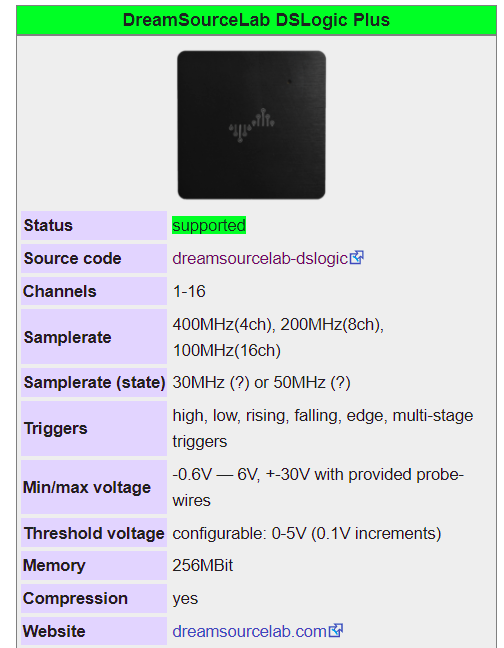 DreamSourceLab DSLogic Plus
Status supported
Source code dreamsourcelab-dslogic
Channels 1-16
Samplerate 400MHz(4ch), 200MHz(8ch),
100MHz(16ch)
Samplerate (state) 30MHz (?) or 50MHz (?)
Triggers high, low, rising, falling, edge, multi-stage
triggers
Min/max voltage -0.6V — 6V, +-30V with provided probe-
wires
Threshold voltage configurable: 0-5V (0.1V increments)
Memory 256MBit
Compression yes
Website dreamsourcelab.com